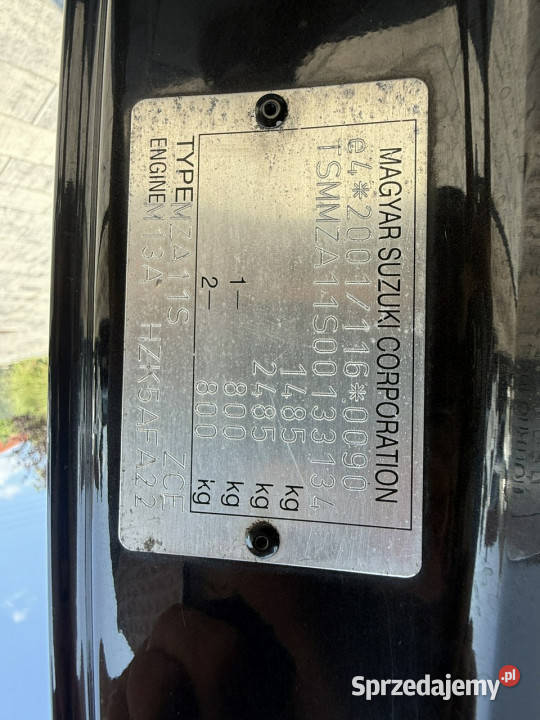 MAGYAR SUZUKI CORPORATION
e4*2001/116*0090
TSMMZA11S00133134
1485 kg
2485 kg
1— 800 kg
2— 800 kg
TYPE MZA11S ZCE
ENGINE M13A HZK5AFA22
Sprzedajemy.pl